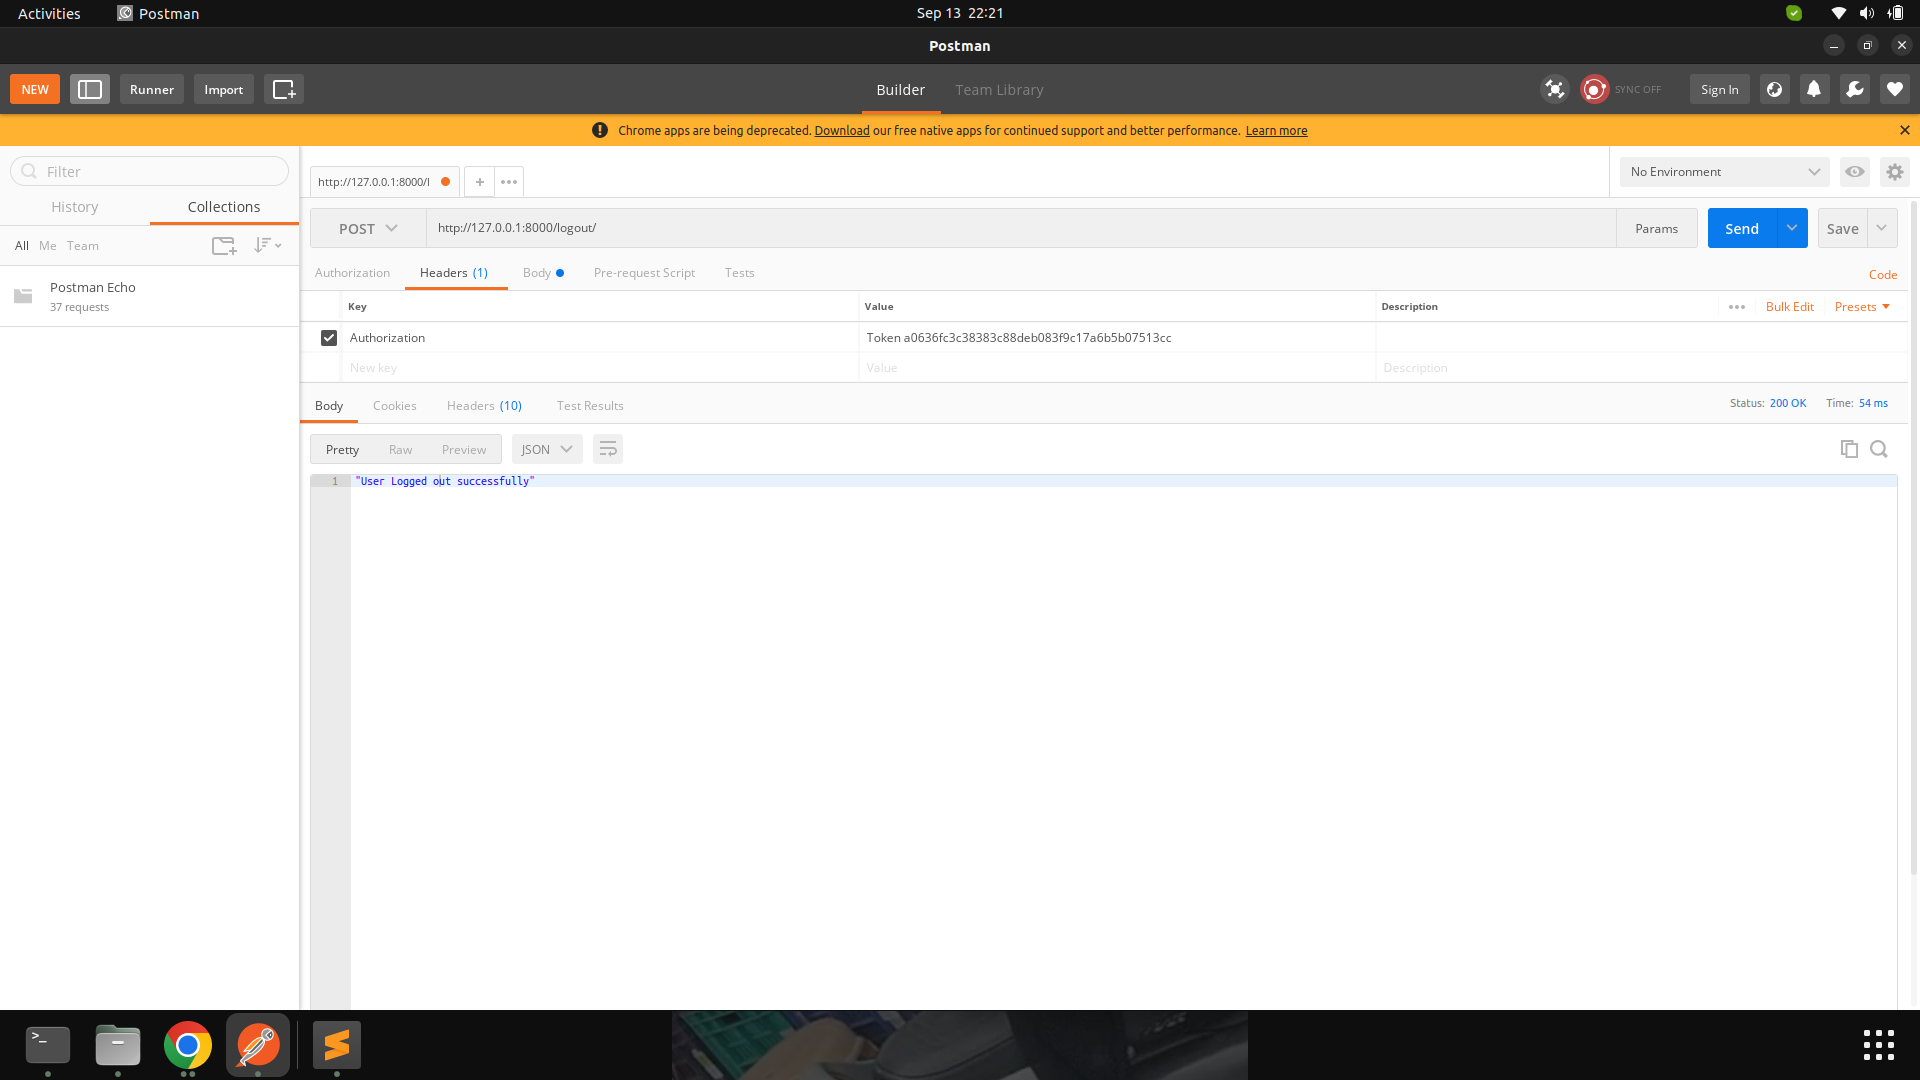 Activities Postman Sep 13 22:21
Postman
NEW Runner Import Builder Team Library SYNC OFF Sign In
Chrome apps are being deprecated. Download our free native apps for continued support and better performance. Learn more
Filter
History Collections
All Me Team
Postman Echo
37 requests
http://127.0.0.1:8000/l + ••• No Environment
POST http://127.0.0.1:8000/logout/ Params Send Save
Authorization Headers (1) Body Pre-request Script Tests Code
Key Value Description ••• Bulk Edit Presets
Authorization Token a0636fc3c38383c88deb083f9c17a6b5b07513cc
New key Value Description
Body Cookies Headers (10) Test Results Status: 200 OK Time: 54 ms
Pretty Raw Preview JSON
1 "User Logged out successfully"